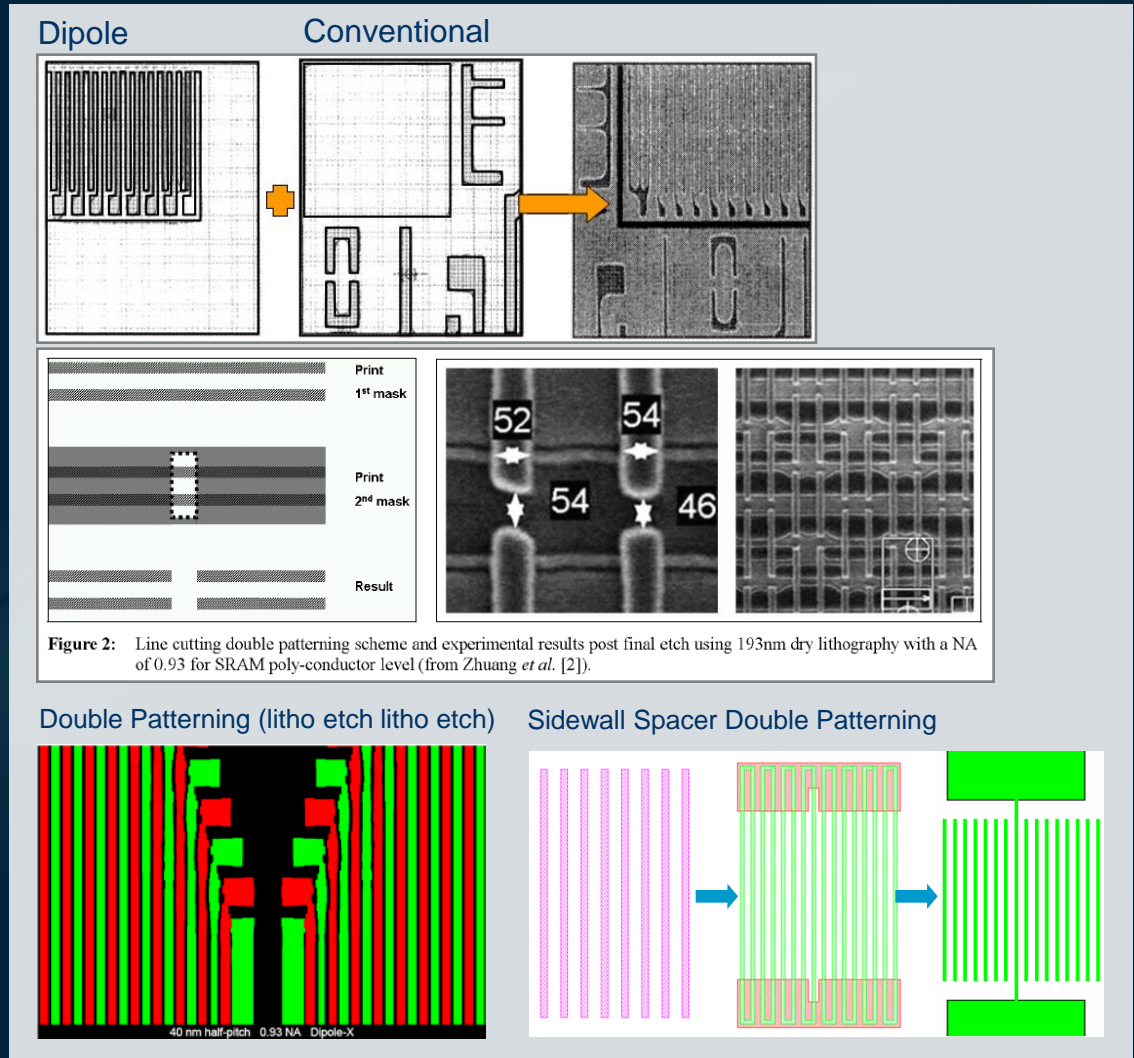 Dipole
Conventional
Print
1st mask
Print
2nd mask
Result
52
54
54
46
Figure 2: Line cutting double patterning scheme and experimental results post final etch using 193nm dry lithography with a NA
of 0.93 for SRAM poly-conductor level (from Zhuang et al. [2]).
Double Patterning (litho etch litho etch)
Sidewall Spacer Double Patterning
40 nm half-pitch 0.93 NA Dipole-X